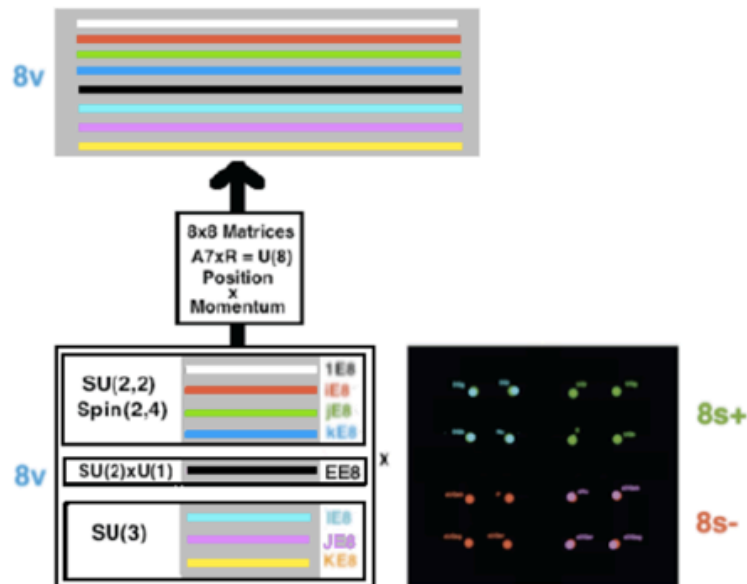 8v
8x8 Matrices
A7xR = U(8)
Position
x
Momentum
SU(2,2)
Spin(2,4)
1E8
iE8
jE8
kE8
8v
SU(2)xU(1)
EE8
SU(3)
IE8
JE8
KE8
x
8s+
8s-